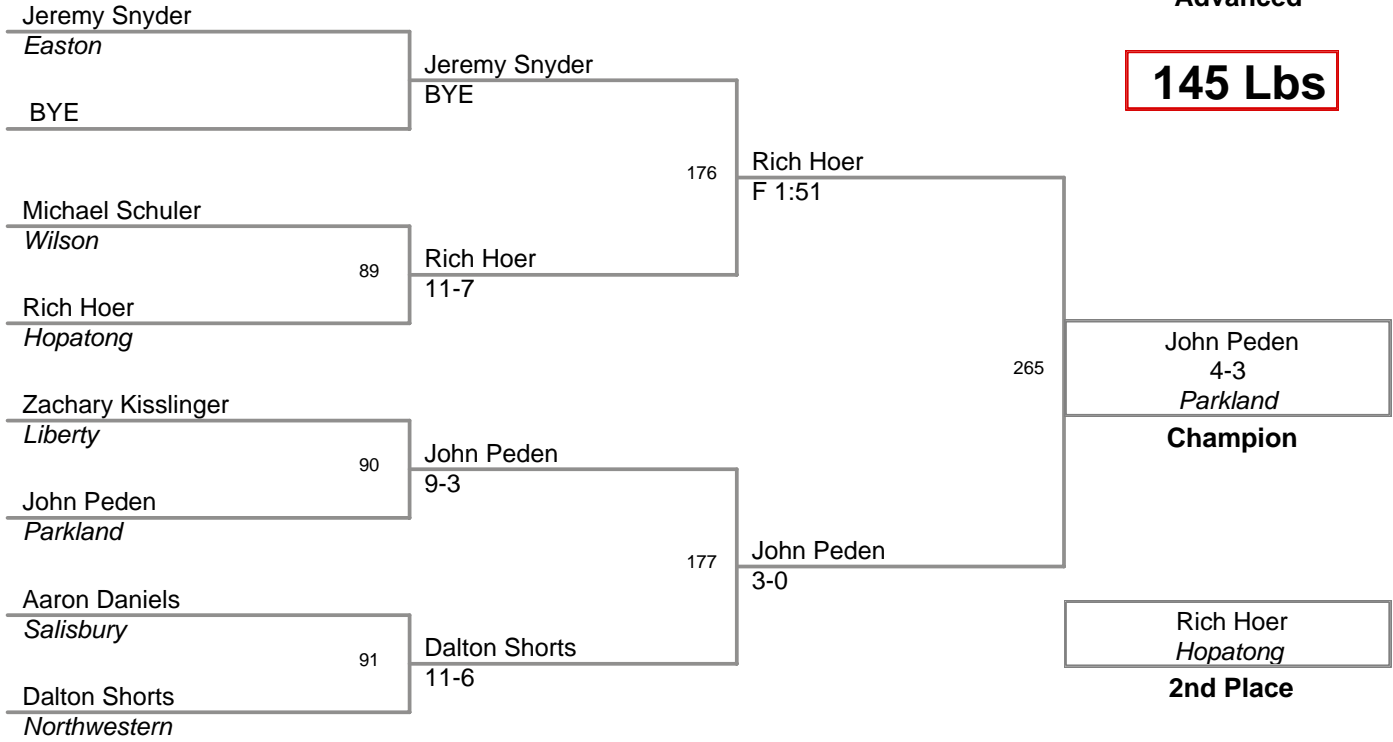 Advanced
145 Lbs
Jeremy Snyder
Easton
BYE
Michael Schuler
Wilson
89
Rich Hoer
Hopatong
Zachary Kisslinger
Liberty
90
John Peden
Parkland
Aaron Daniels
Salisbury
91
Dalton Shorts
Northwestern
Jeremy Snyder
BYE
176
Rich Hoer
11-7
John Peden
9-3
177
Dalton Shorts
11-6
Rich Hoer
F 1:51
265
John Peden
3-0
John Peden
4-3
Parkland
Champion
Rich Hoer
Hopatong
2nd Place